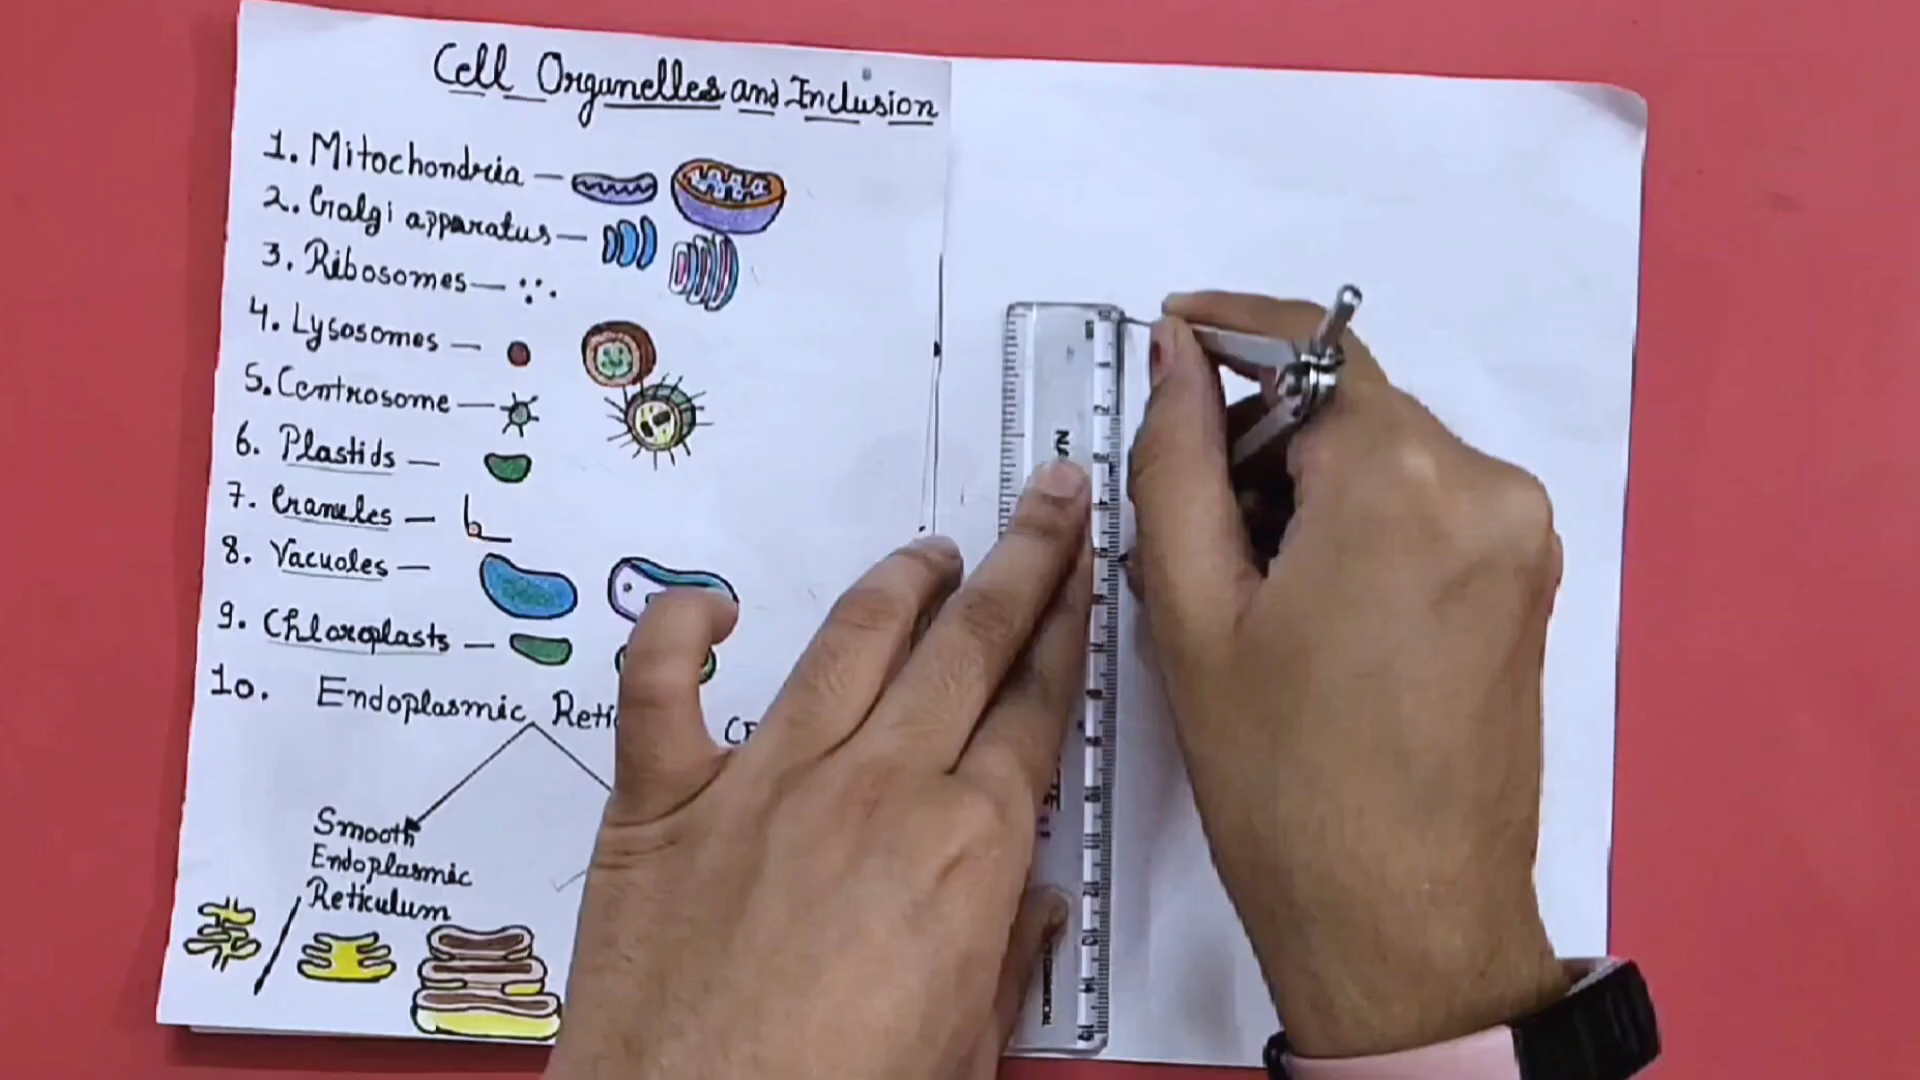 Cell Organelles and Inclusion
1. Mitochondria —
2. Golgi apparatus —
3. Ribosomes —
4. Lysosomes —
5. Centrosome —
6. Plastids —
7. Granules —
8. Vacuoles —
9. Chloroplasts —
10. Endoplasmic
Smooth
Endoplasmic
Reticulum